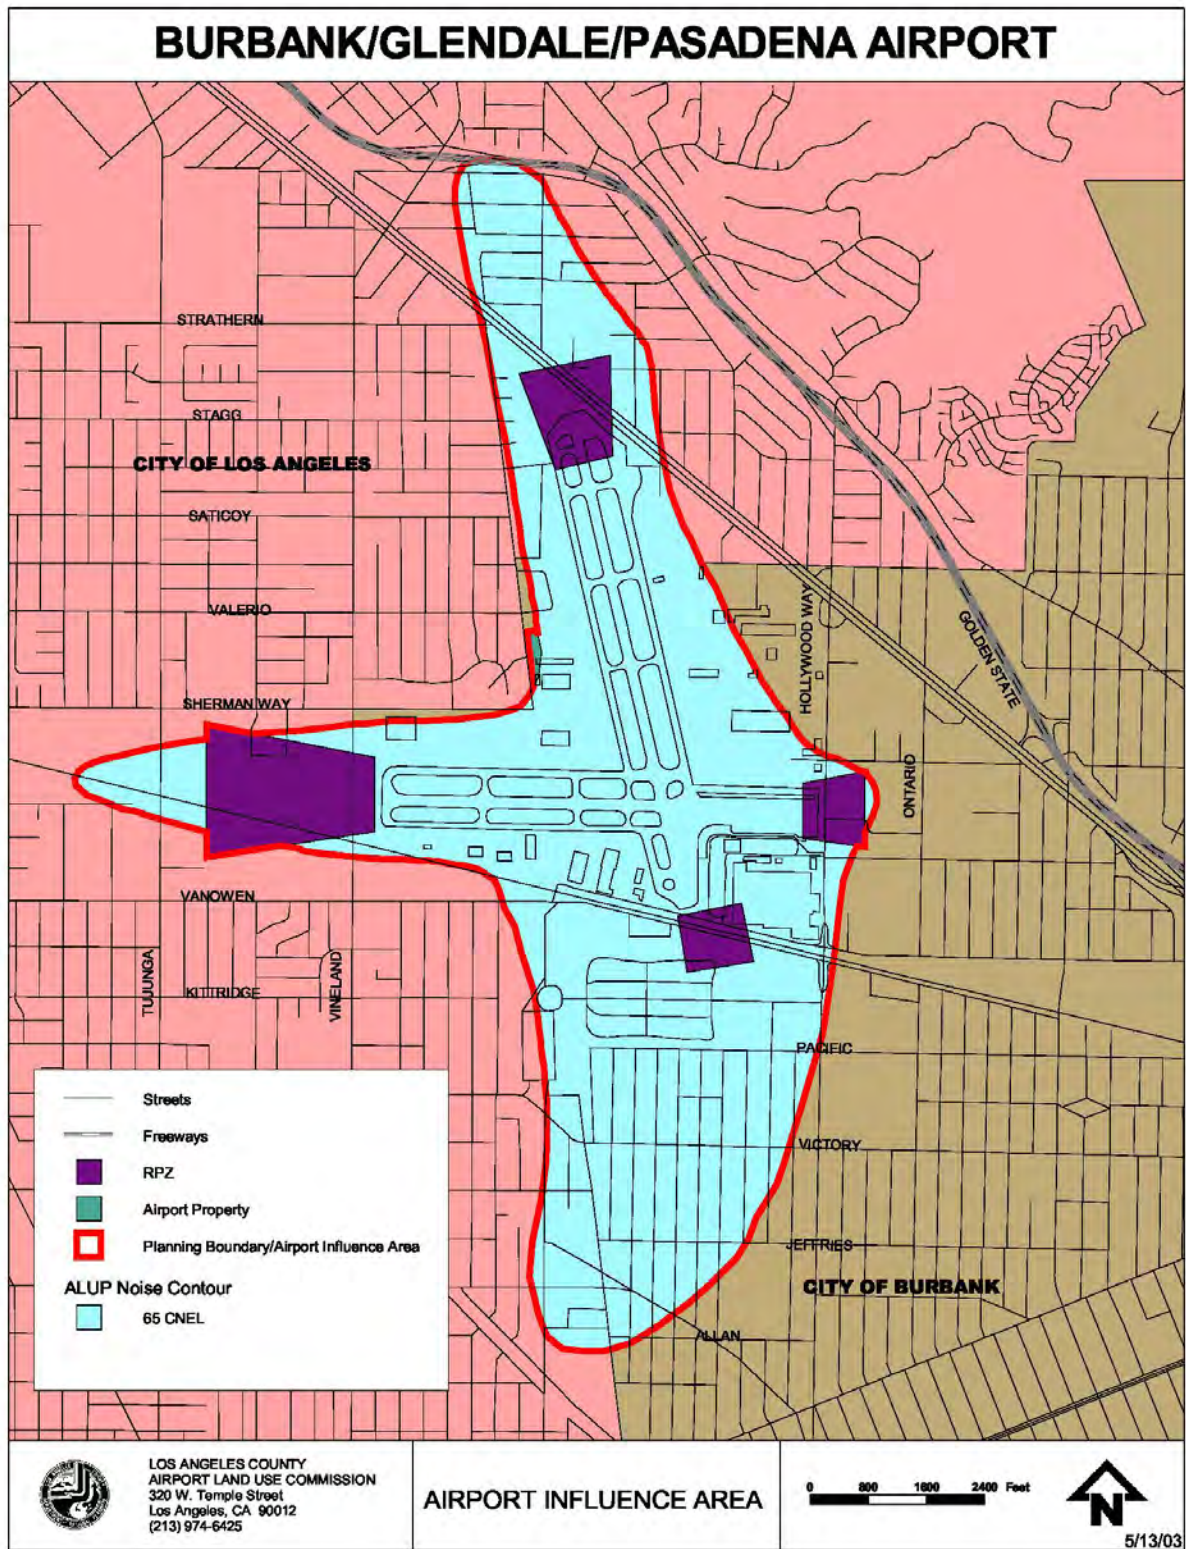 BURBANK/GLENDALE/PASADENA AIRPORT
STRATHERN
STAGG
CITY OF LOS ANGELES
SATICOY
VALERIO
HOLLYWOOD WAY
GOLDEN STATE
SHERMAN WAY
ONTARIO
VANOWEN
TUJUNGA
VINELAND
KITTRIDGE
PACIFIC
VICTORY
JEFFRIES
CITY OF BURBANK
ALLAN
Streets
Freeways
RPZ
Airport Property
Planning Boundary/Airport Influence Area
ALUP Noise Contour
65 CNEL
LOS ANGELES COUNTY
AIRPORT LAND USE COMMISSION
320 W. Temple Street
Los Angeles, CA 90012
(213) 974-6425
AIRPORT INFLUENCE AREA
0 800 1600 2400 Feet
N
5/13/03